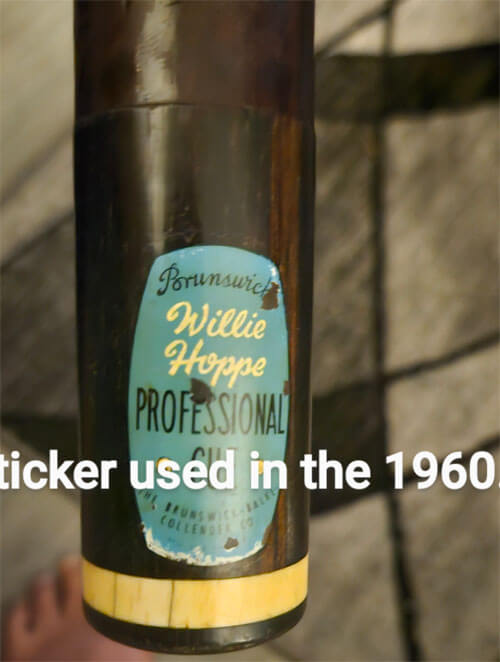 Brunswick
Willie
Hoppe
PROFESSIONAL
ticker used in the 1960
THE BRUNSWICK-BALKE
COLLENDER CO